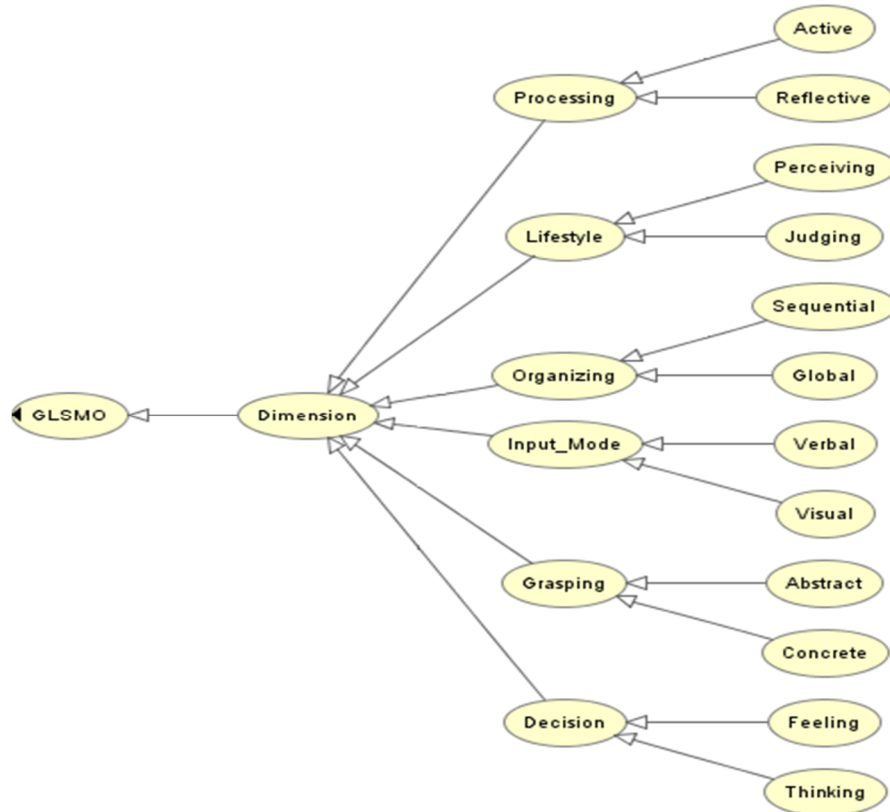 Active
Processing
Reflective
Perceiving
Lifestyle
Judging
Sequential
Organizing
Global
GLSMO
Dimension
Input_Mode
Verbal
Visual
Grasping
Abstract
Concrete
Decision
Feeling
Thinking